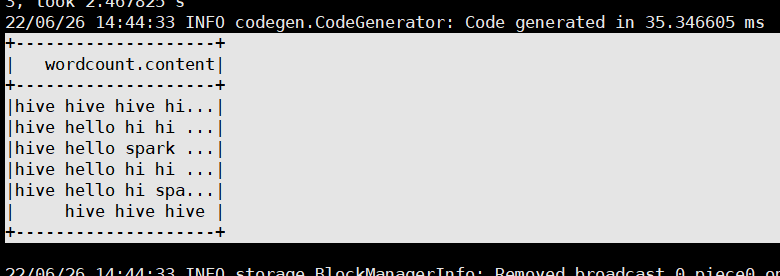 3, took 2.467825 s
22/06/26 14:44:33 INFO codegen.CodeGenerator: Code generated in 35.346605 ms
+--------------------+
|   wordcount.content|
+--------------------+
|hive hive hive hi...|
|hive hello hi hi ...|
|hive hello spark ...|
|hive hello hi hi ...|
|hive hello hi spa...|
|     hive hive hive |
+--------------------+
22/06/26 14:44:33 INFO storage.BlockManagerInfo: Removed broadcast_0_piece0 on